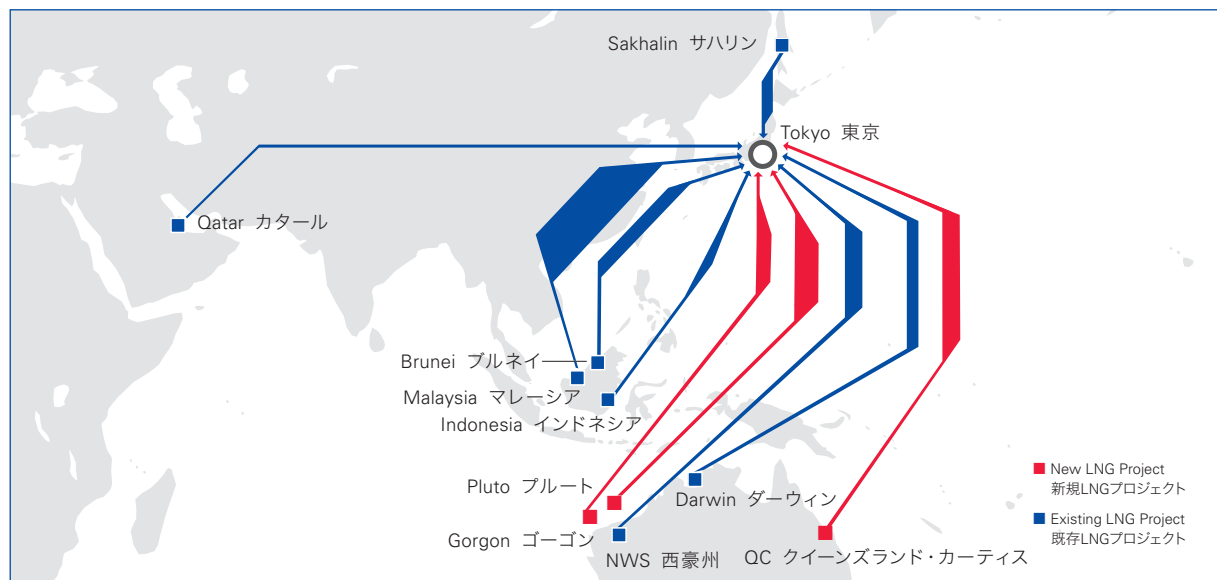 Sakhalin サハリン
Tokyo 東京
Qatar カタール
Brunei ブルネイ
Malaysia マレーシア
Indonesia インドネシア
Pluto プルート
Darwin ダーウィン
Gorgon ゴーゴン
NWS 西豪州
QC クイーンズランド・カーティス
New LNG Project
新規LNGプロジェクト
Existing LNG Project
既存LNGプロジェクト